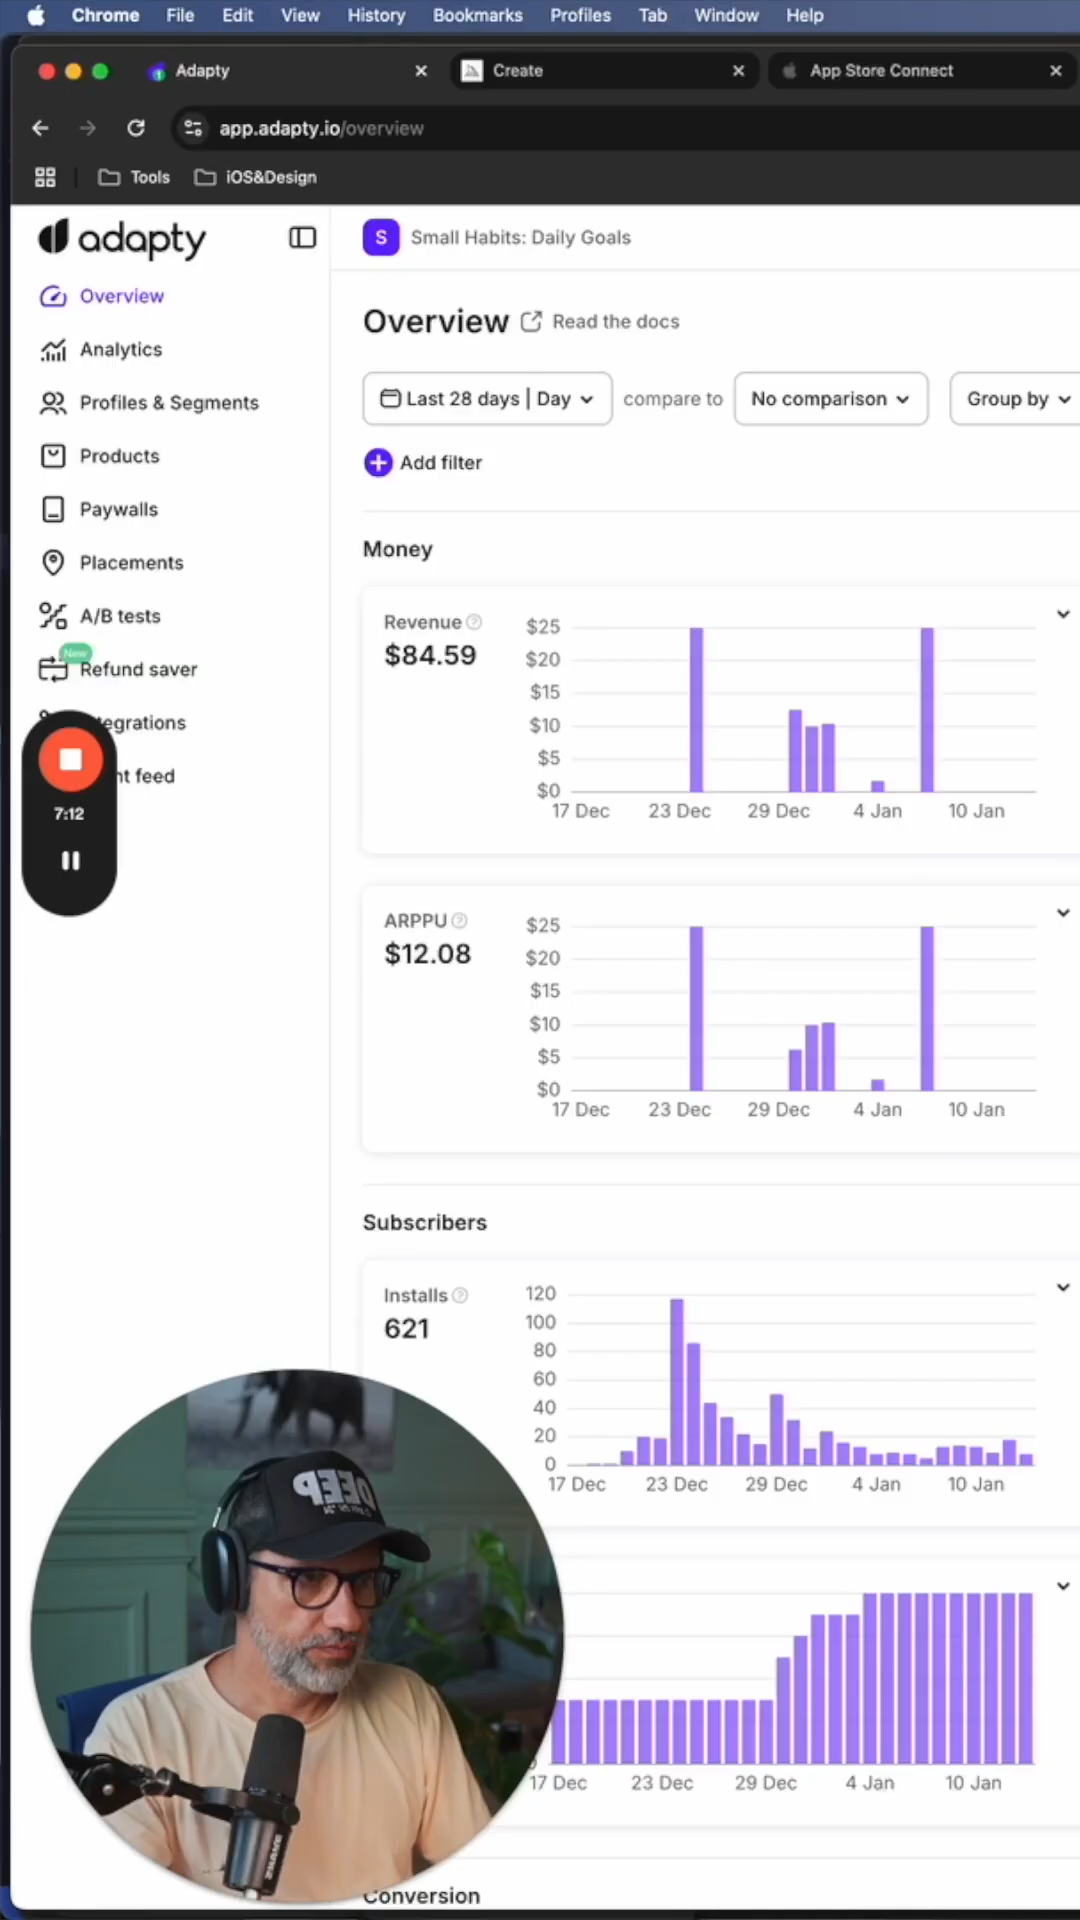 Chrome File Edit View History Bookmarks Profiles Tab Window Help
Adapty
Create
App Store Connect
app.adapty.io/overview
Tools
iOS&Design
adapty
S Small Habits: Daily Goals
Overview
Analytics
Profiles & Segments
Products
Paywalls
Placements
A/B tests
New
Refund saver
tegrations
nt feed
7:12
Overview Read the docs
Last 28 days | Day compare to No comparison Group by
Add filter
Money
Revenue
$84.59
$25
$20
$15
$10
$5
$0
17 Dec 23 Dec 29 Dec 4 Jan 10 Jan
ARPPU
$12.08
$25
$20
$15
$10
$5
$0
17 Dec 23 Dec 29 Dec 4 Jan 10 Jan
Subscribers
Installs
621
120
100
80
60
40
20
0
17 Dec 23 Dec 29 Dec 4 Jan 10 Jan
DEEP
17 Dec 23 Dec 29 Dec 4 Jan 10 Jan
Conversion